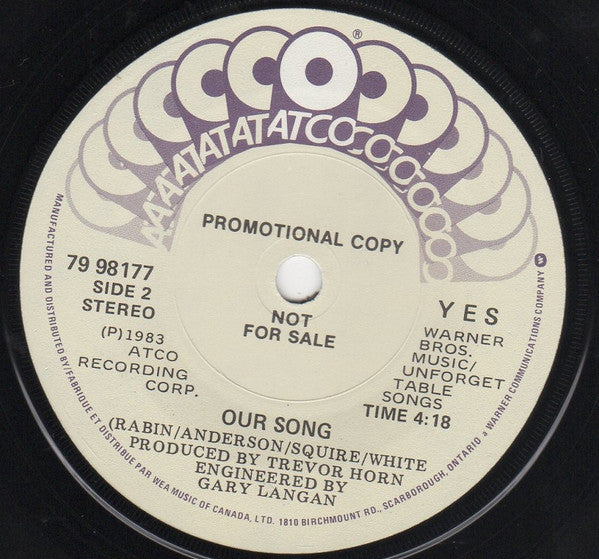 ATCO®
PROMOTIONAL COPY
NOT
FOR SALE
79 98177
SIDE 2
STEREO
(P)1983
ATCO
RECORDING
CORP.
YES
WARNER
BROS.
MUSIC/
UNFORGET
TABLE
SONGS
TIME 4:18
OUR SONG
(RABIN/ANDERSON/SQUIRE/WHITE
PRODUCED BY TREVOR HORN
ENGINEERED BY
GARY LANGAN
MANUFACTURED AND DISTRIBUTED BY/FABRIQUÉ ET DISTRIBUÉ PAR WEA MUSIC OF CANADA, LTD. 1810 BIRCHMOUNT RD., SCARBOROUGH, ONTARIO a WARNER COMMUNICATIONS COMPANY